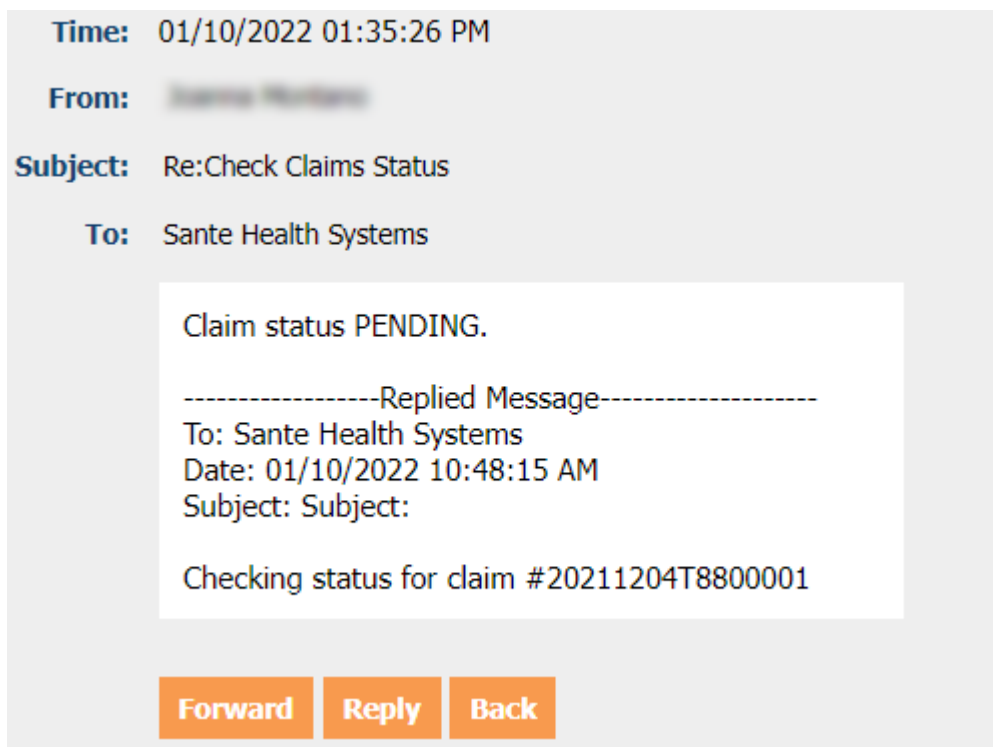 Time: 01/10/2022 01:35:26 PM
From:
Subject: Re:Check Claims Status
To: Sante Health Systems
Claim status PENDING.
------------------Replied Message--------------------
To: Sante Health Systems
Date: 01/10/2022 10:48:15 AM
Subject: Subject:
Checking status for claim #20211204T8800001
Forward Reply Back